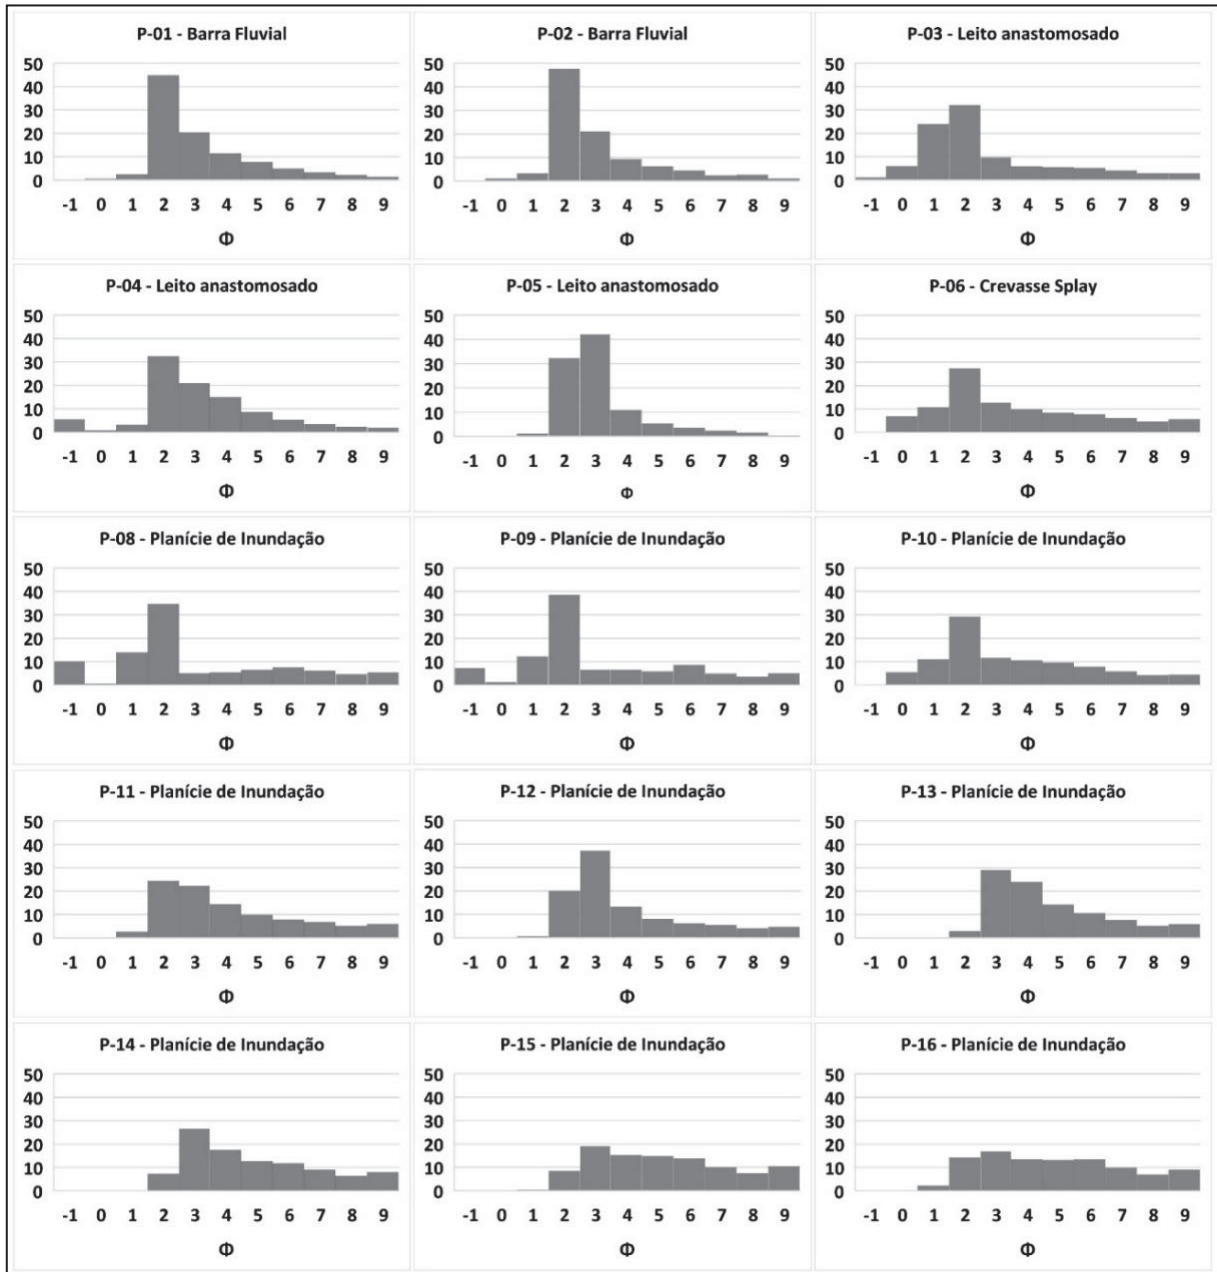 P-01 - Barra Fluvial
50
40
30
20
10
0
-1 0 1 2 3 4 5 6 7 8 9
Φ
P-02 - Barra Fluvial
50
40
30
20
10
0
-1 0 1 2 3 4 5 6 7 8 9
Φ
P-03 - Leito anastomosado
50
40
30
20
10
0
-1 0 1 2 3 4 5 6 7 8 9
Φ
P-04 - Leito anastomosado
50
40
30
20
10
0
-1 0 1 2 3 4 5 6 7 8 9
Φ
P-05 - Leito anastomosado
50
40
30
20
10
0
-1 0 1 2 3 4 5 6 7 8 9
Φ
P-06 - Crevasse Splay
50
40
30
20
10
0
-1 0 1 2 3 4 5 6 7 8 9
Φ
P-08 - Planície de Inundação
50
40
30
20
10
0
-1 0 1 2 3 4 5 6 7 8 9
Φ
P-09 - Planície de Inundação
50
40
30
20
10
0
-1 0 1 2 3 4 5 6 7 8 9
Φ
P-10 - Planície de Inundação
50
40
30
20
10
0
-1 0 1 2 3 4 5 6 7 8 9
Φ
P-11 - Planície de Inundação
50
40
30
20
10
0
-1 0 1 2 3 4 5 6 7 8 9
Φ
P-12 - Planície de Inundação
50
40
30
20
10
0
-1 0 1 2 3 4 5 6 7 8 9
Φ
P-13 - Planície de Inundação
50
40
30
20
10
0
-1 0 1 2 3 4 5 6 7 8 9
Φ
P-14 - Planície de Inundação
50
40
30
20
10
0
-1 0 1 2 3 4 5 6 7 8 9
Φ
P-15 - Planície de Inundação
50
40
30
20
10
0
-1 0 1 2 3 4 5 6 7 8 9
Φ
P-16 - Planície de Inundação
50
40
30
20
10
0
-1 0 1 2 3 4 5 6 7 8 9
Φ